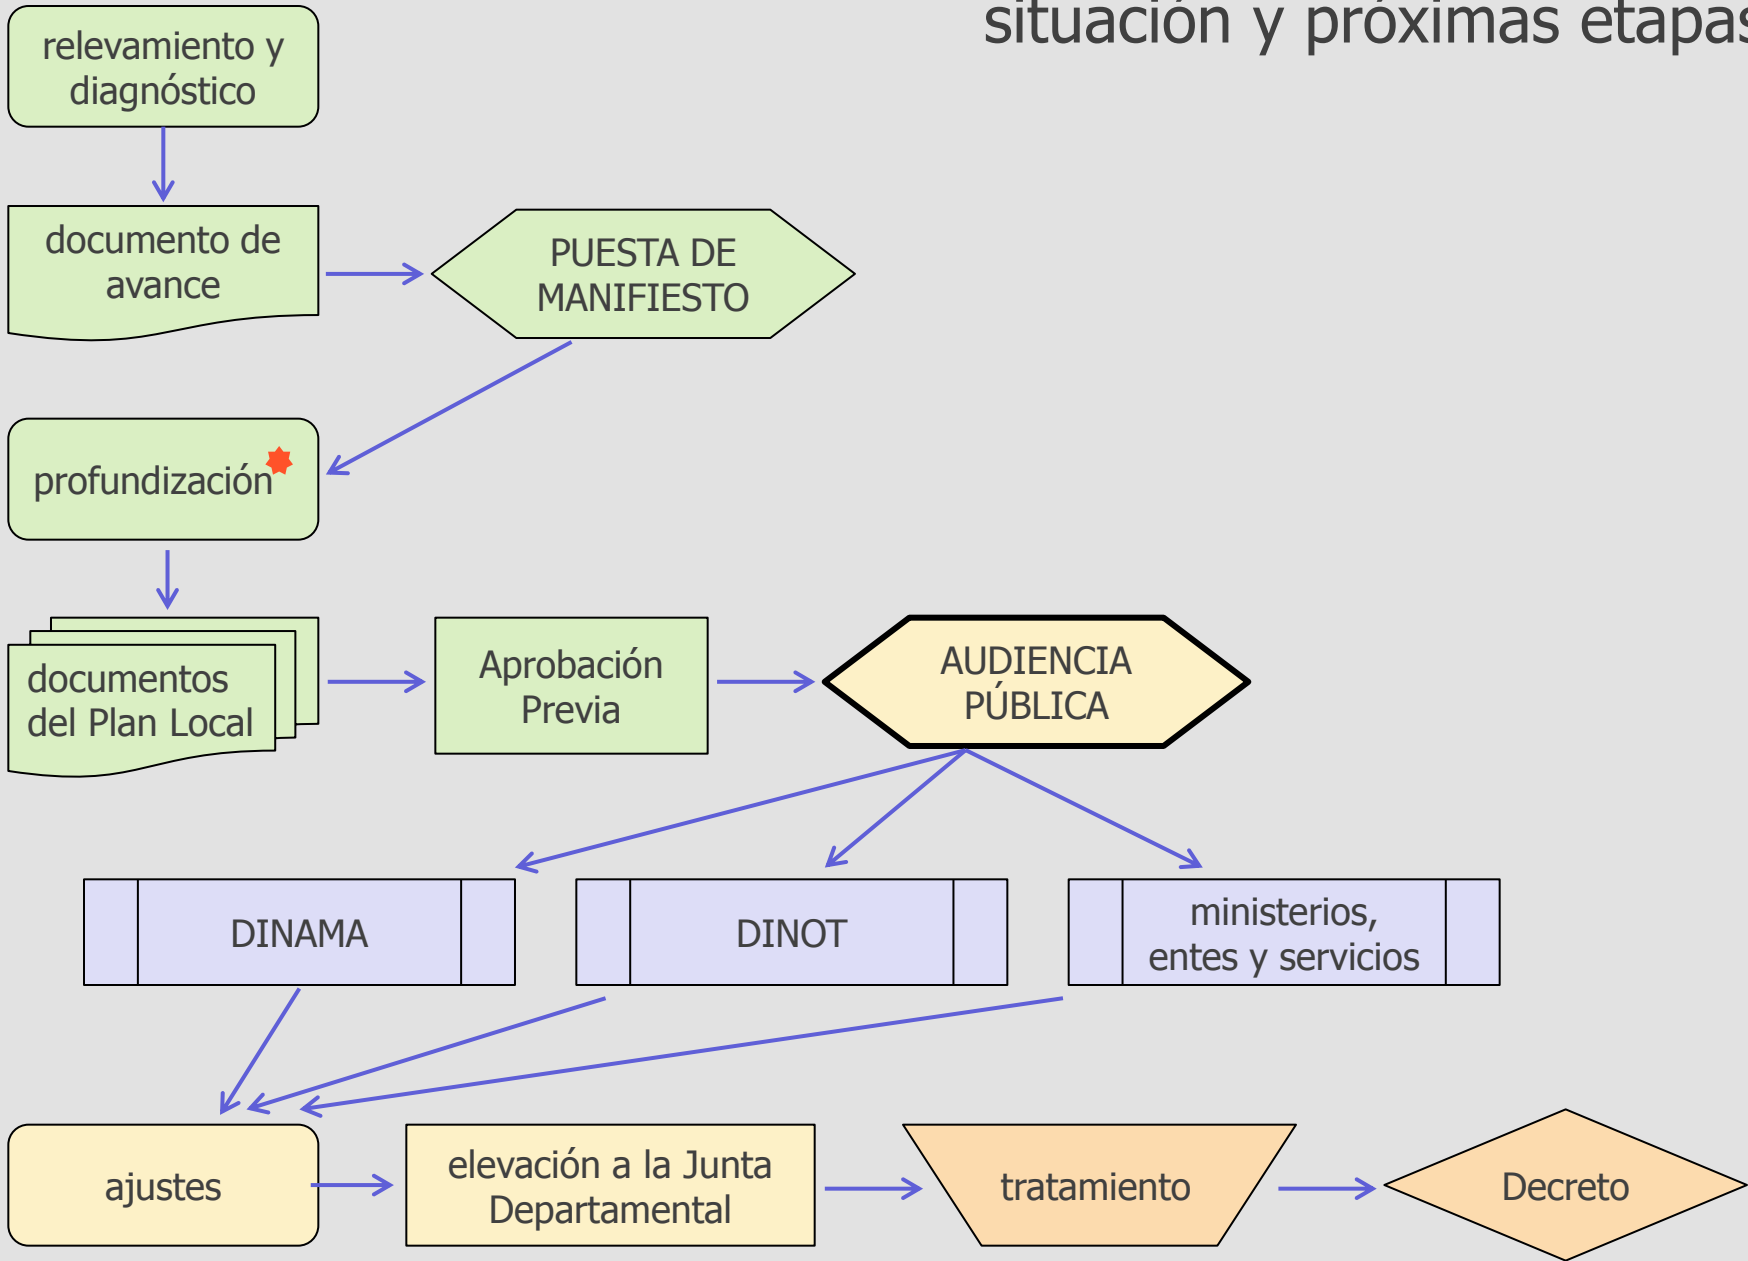 situación y próximas etapas
relevamiento y
diagnóstico
documento de
avance
PUESTA DE
MANIFIESTO
profundización
documentos
del Plan Local
Aprobación
Previa
AUDIENCIA
PÚBLICA
DINAMA
DINOT
ministerios,
entes y servicios
ajustes
elevación a la Junta
Departamental
tratamiento
Decreto